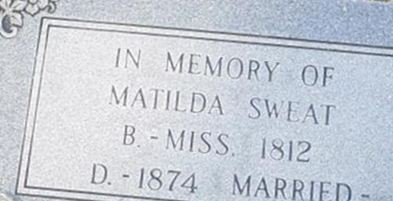 IN MEMORY OF
MATILDA SWEAT
B. - MISS. 1812
D. - 1874 MARRIED -